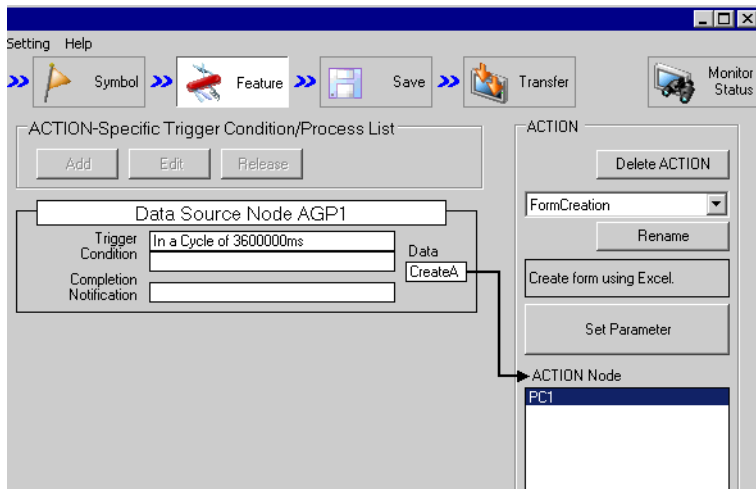 Setting Help
Symbol
Feature
Save
Transfer
Monitor
Status
ACTION-Specific Trigger Condition/Process List
Add
Edit
Release
Data Source Node AGP1
Trigger
Condition
In a Cycle of 3600000ms
Data
CreateA
Completion
Notification
ACTION
Delete ACTION
FormCreation
Rename
Create form using Excel.
Set Parameter
ACTION Node
PC1